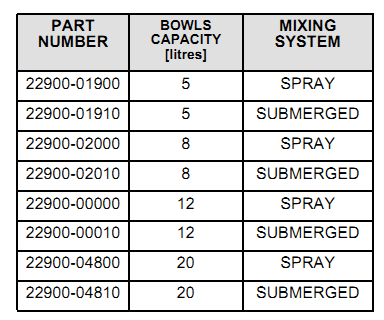 PART NUMBER BOWLS CAPACITY [litres] MIXING SYSTEM
22900-01900 5 SPRAY
22900-01910 5 SUBMERGED
22900-02000 8 SPRAY
22900-02010 8 SUBMERGED
22900-00000 12 SPRAY
22900-00010 12 SUBMERGED
22900-04800 20 SPRAY
22900-04810 20 SUBMERGED